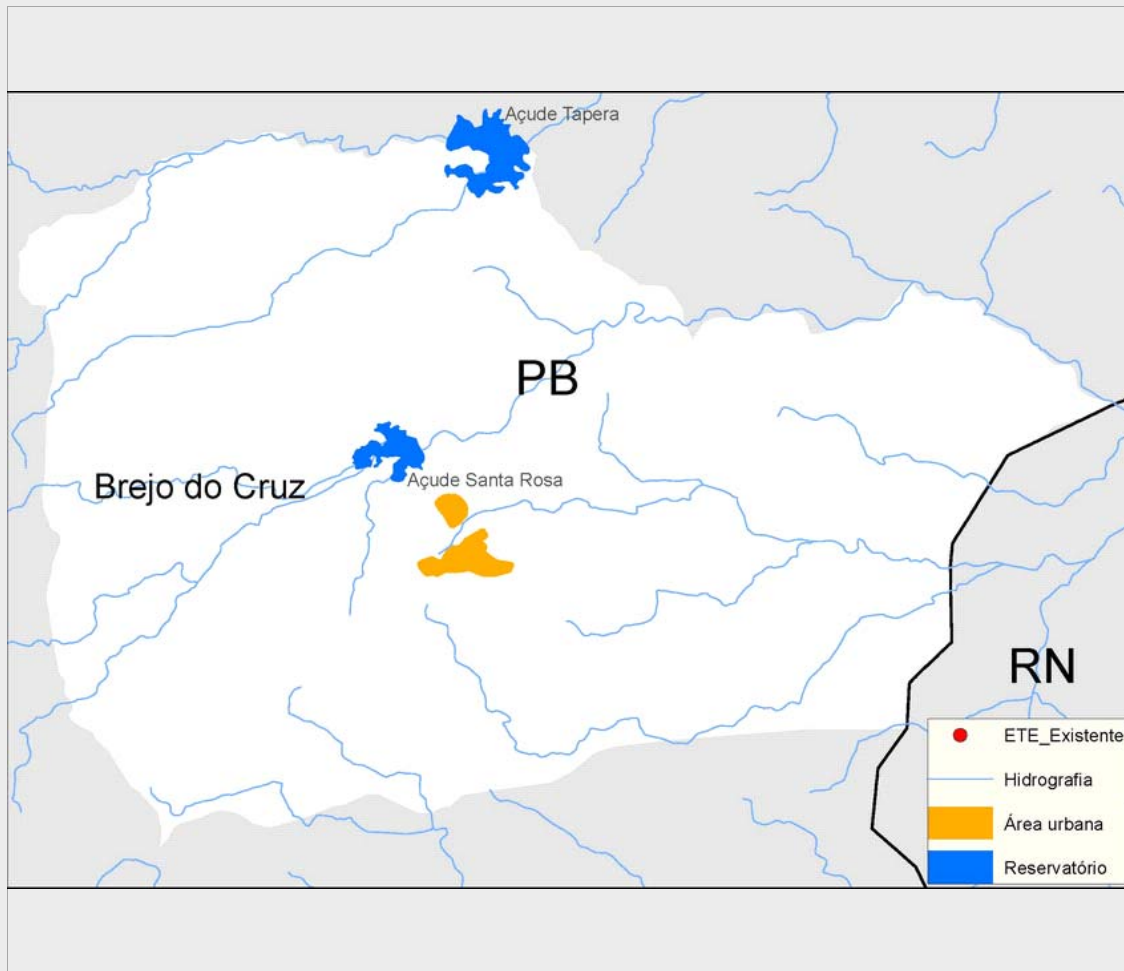 Açude Tapera
PB
Brejo do Cruz
Açude Santa Rosa
RN
ETE_Existente
Hidrografia
Área urbana
Reservatório